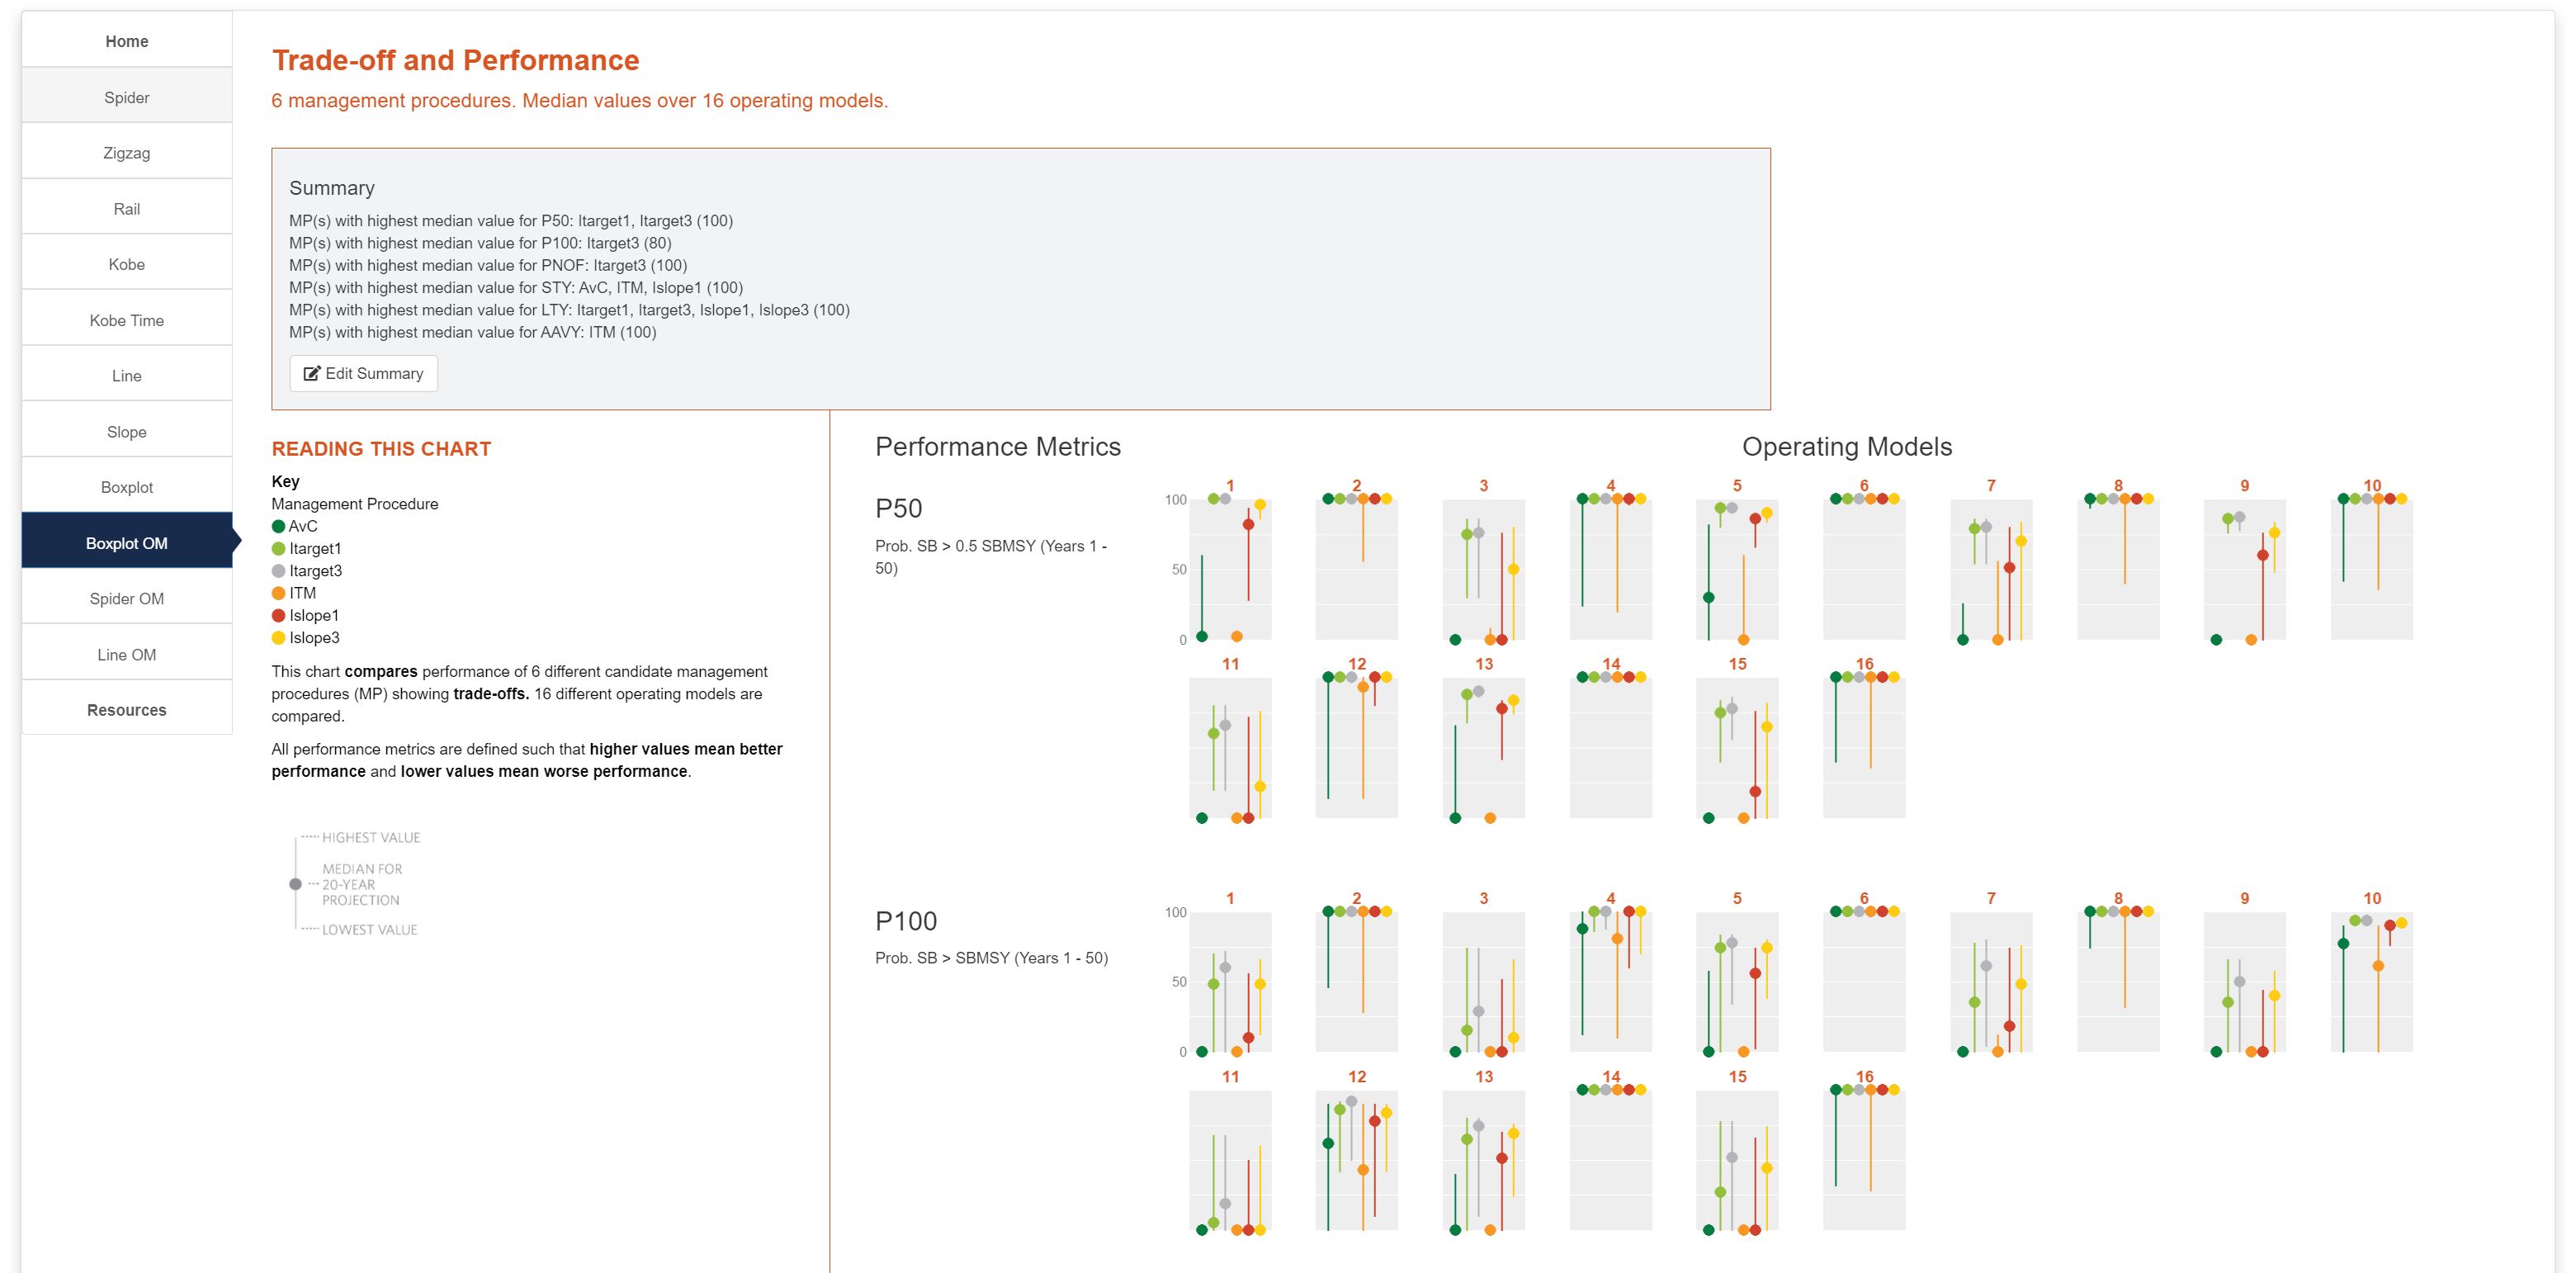 Home
Spider
Zigzag
Rail
Kobe
Kobe Time
Line
Slope
Boxplot
Boxplot OM
Spider OM
Line OM
Resources
Trade-off and Performance
6 management procedures. Median values over 16 operating models.
Summary
MP(s) with highest median value for P50: Itarget1, Itarget3 (100)
MP(s) with highest median value for P100: Itarget3 (80)
MP(s) with highest median value for PNOF: Itarget3 (100)
MP(s) with highest median value for STY: AvC, ITM, Islope1 (100)
MP(s) with highest median value for LTY: Itarget1, Itarget3, Islope1, Islope3 (100)
MP(s) with highest median value for AAVY: ITM (100)
Edit Summary
READING THIS CHART
Key
Management Procedure
AvC
Itarget1
Itarget3
ITM
Islope1
Islope3
This chart compares performance of 6 different candidate management
procedures (MP) showing trade-offs. 16 different operating models are
compared.
All performance metrics are defined such that higher values mean better
performance and lower values mean worse performance.
HIGHEST VALUE
MEDIAN FOR
20-YEAR
PROJECTION
LOWEST VALUE
Performance Metrics
Operating Models
P50
Prob. SB > 0.5 SBMSY (Years 1 -
50)
1 2 3 4 5 6 7 8 9 10
100
50
0
11 12 13 14 15 16
P100
Prob. SB > SBMSY (Years 1 - 50)
1 2 3 4 5 6 7 8 9 10
100
50
0
11 12 13 14 15 16